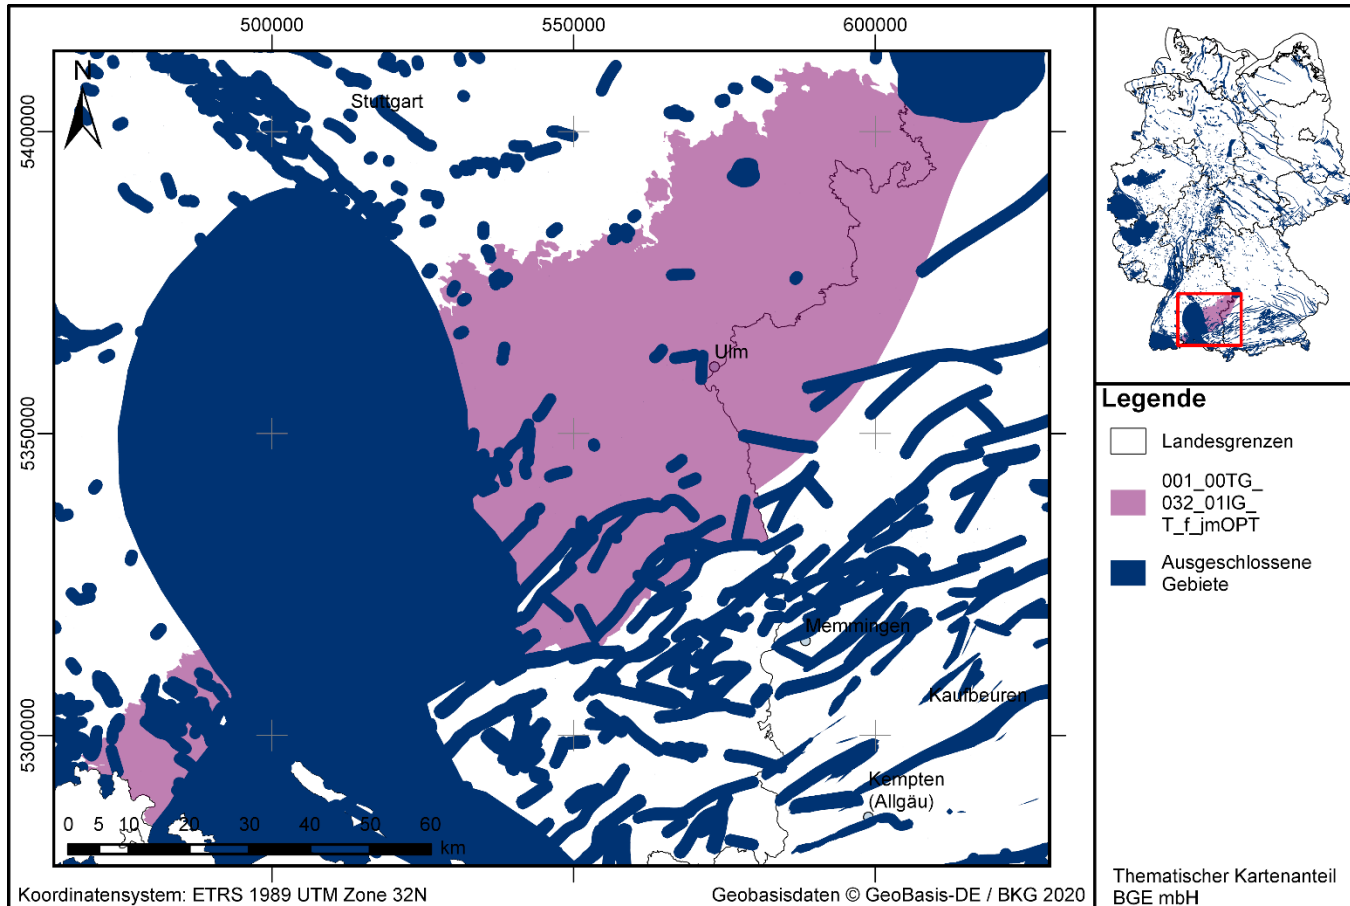 500000
550000
600000
N
Stuttgart
5400000
Ulm
5350000
Memmingen
Kaufbeuren
5300000
Kempten
(Allgäu)
0 5 10 20 30 40 50 60
km
Koordinatensystem: ETRS 1989 UTM Zone 32N
Geobasisdaten © GeoBasis-DE / BKG 2020
Legende
Landesgrenzen
001_00TG_
032_01IG_
T_f_jmOPT
Ausgeschlossene
Gebiete
Thematischer Kartenanteil
BGE mbH